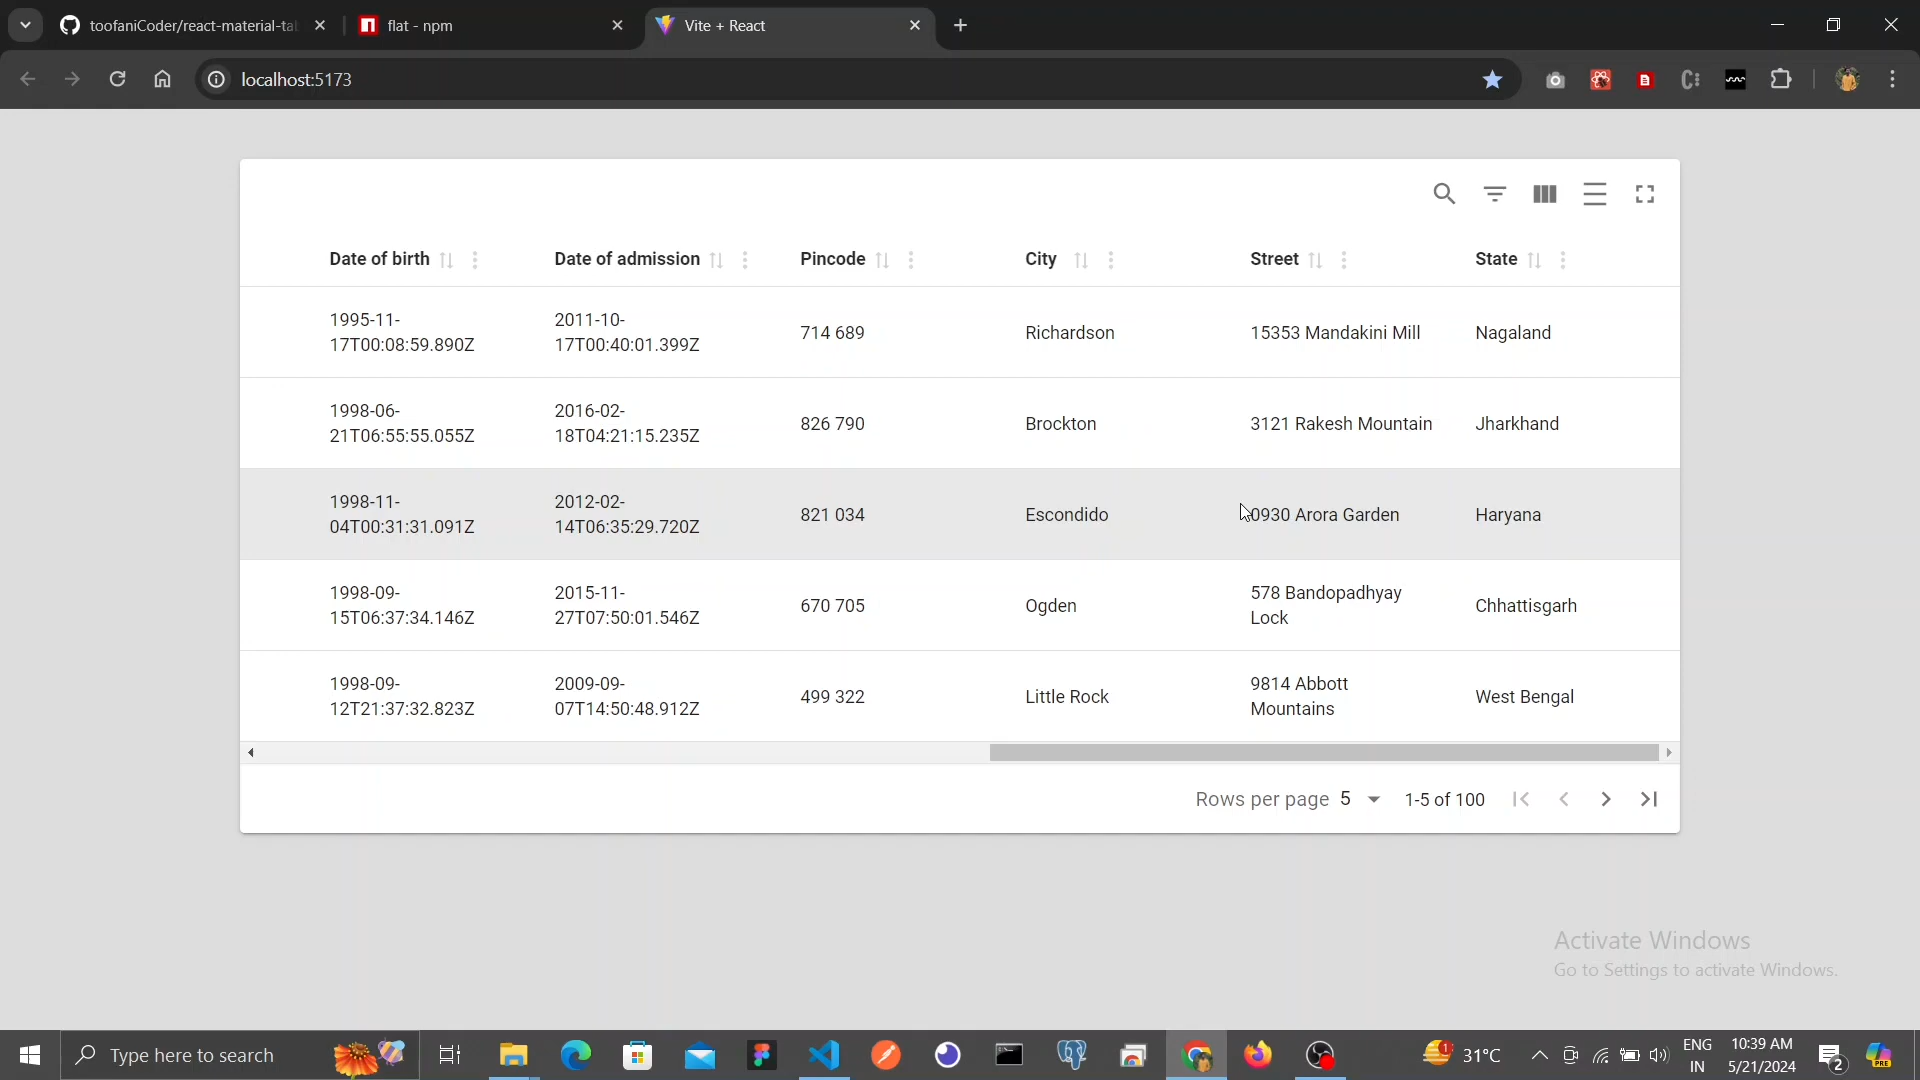 toofaniCoder/react-material-tab
flat - npm
Vite + React
localhost:5173
Date of birth
Date of admission
Pincode
City
Street
State
1995-11-
17T00:08:59.890Z
2011-10-
17T00:40:01.399Z
714 689
Richardson
15353 Mandakini Mill
Nagaland
1998-06-
21T06:55:55.055Z
2016-02-
18T04:21:15.235Z
826 790
Brockton
3121 Rakesh Mountain
Jharkhand
1998-11-
04T00:31:31.091Z
2012-02-
14T06:35:29.720Z
821 034
Escondido
0930 Arora Garden
Haryana
1998-09-
15T06:37:34.146Z
2015-11-
27T07:50:01.546Z
670 705
Ogden
578 Bandopadhyay
Lock
Chhattisgarh
1998-09-
12T21:37:32.823Z
2009-09-
07T14:50:48.912Z
499 322
Little Rock
9814 Abbott
Mountains
West Bengal
Rows per page 5
1-5 of 100
Activate Windows
Go to Settings to activate Windows.
Type here to search
1
31°C
ENG
IN
10:39 AM
5/21/2024
2
PRE